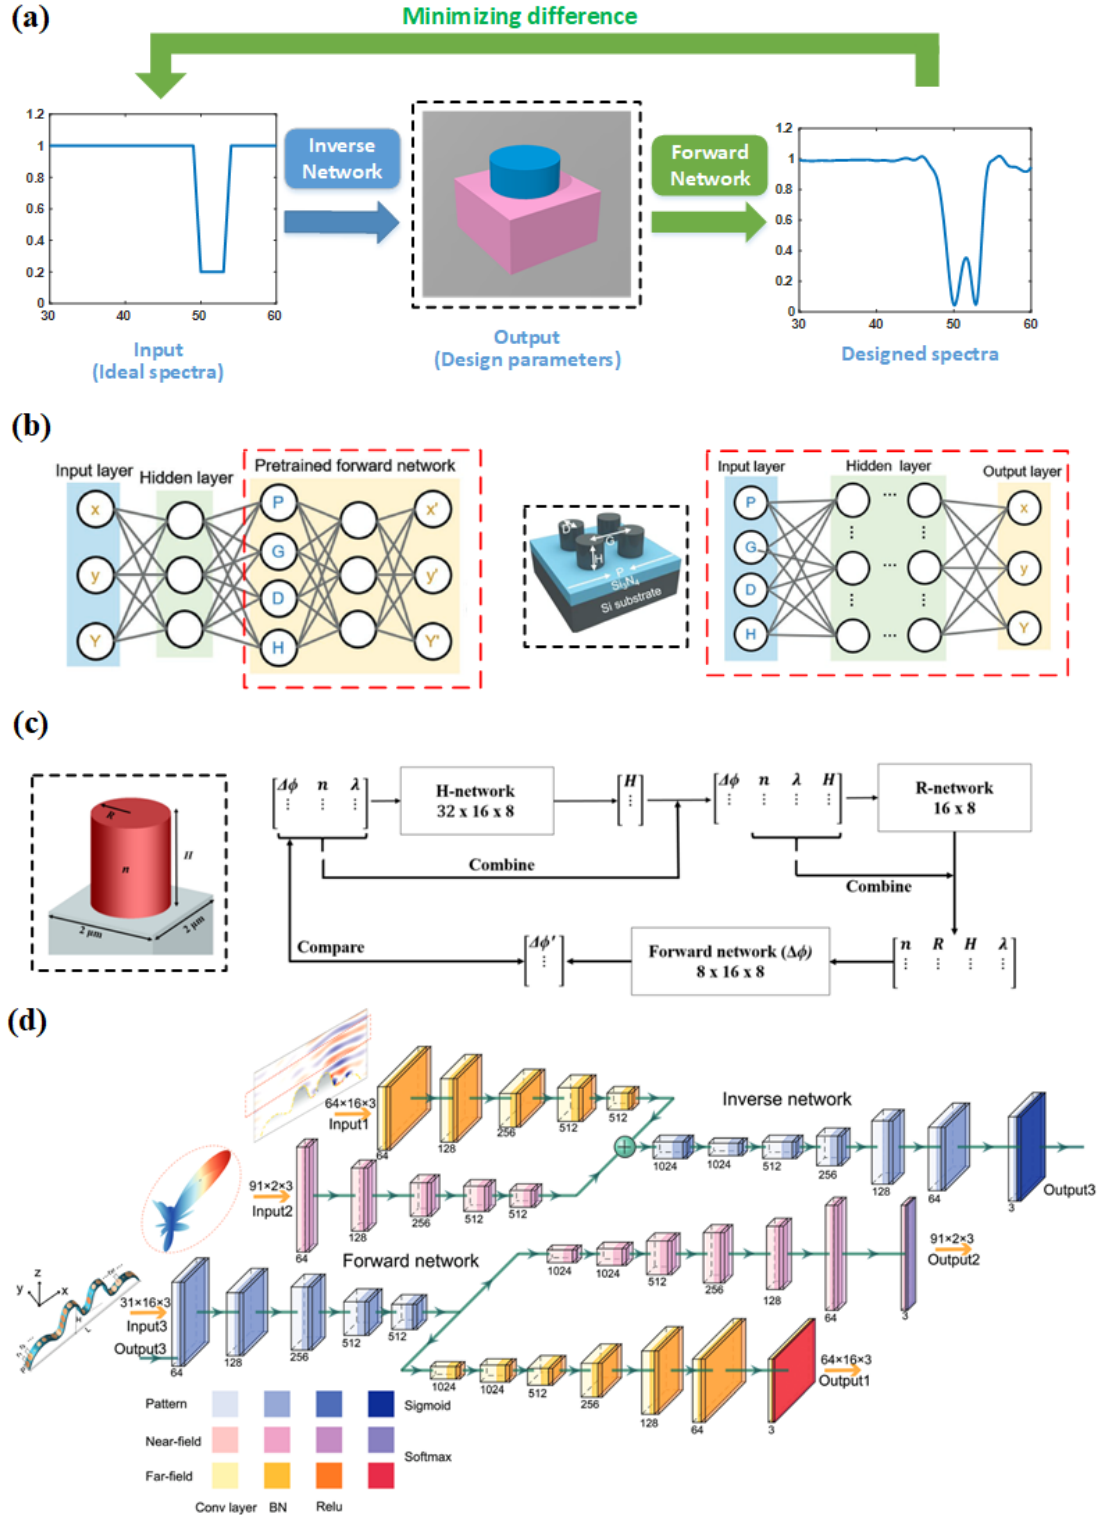 (a)
Minimizing difference
1.2
1
0.8
0.6
0.4
0.2
0
30 40 50 60
Input
(Ideal spectra)
Inverse
Network
Output
(Design parameters)
Forward
Network
1.2
1
0.8
0.6
0.4
0.2
0
30 40 50 60
Designed spectra
(b)
Input layer
Hidden layer
Pretrained forward network
x
y
Y
P
G
D
H
x'
y'
Y'
D
G
H
P
Si₃N₄
Si substrate
Input layer
Hidden layer
Output layer
P
G
D
H
... ...
x
y
Y
(c)
R
n
H
2 μm
2 μm
Δϕ n λ
H-network
32 x 16 x 8
H
Δϕ n λ H
R-network
16 x 8
Combine
Combine
n R H λ
Forward network (Δϕ)
8 x 16 x 8
Δϕ′
Compare
(d)
64×16×3
Input1
64
128
256
512
512
91×2×3
Input2
64
128
256
512
512
Inverse network
1024
1024
512
256
128
64
3
Output3
Forward network
z
y
x
H
L
31×16×3
Input3
Output3
64
128
256
512
512
1024
1024
512
256
128
64
3
91×2×3
Output2
1024
1024
512
256
128
64
3
64×16×3
Output1
Pattern
Sigmoid
Near-field
Softmax
Far-field
Conv layer BN Relu